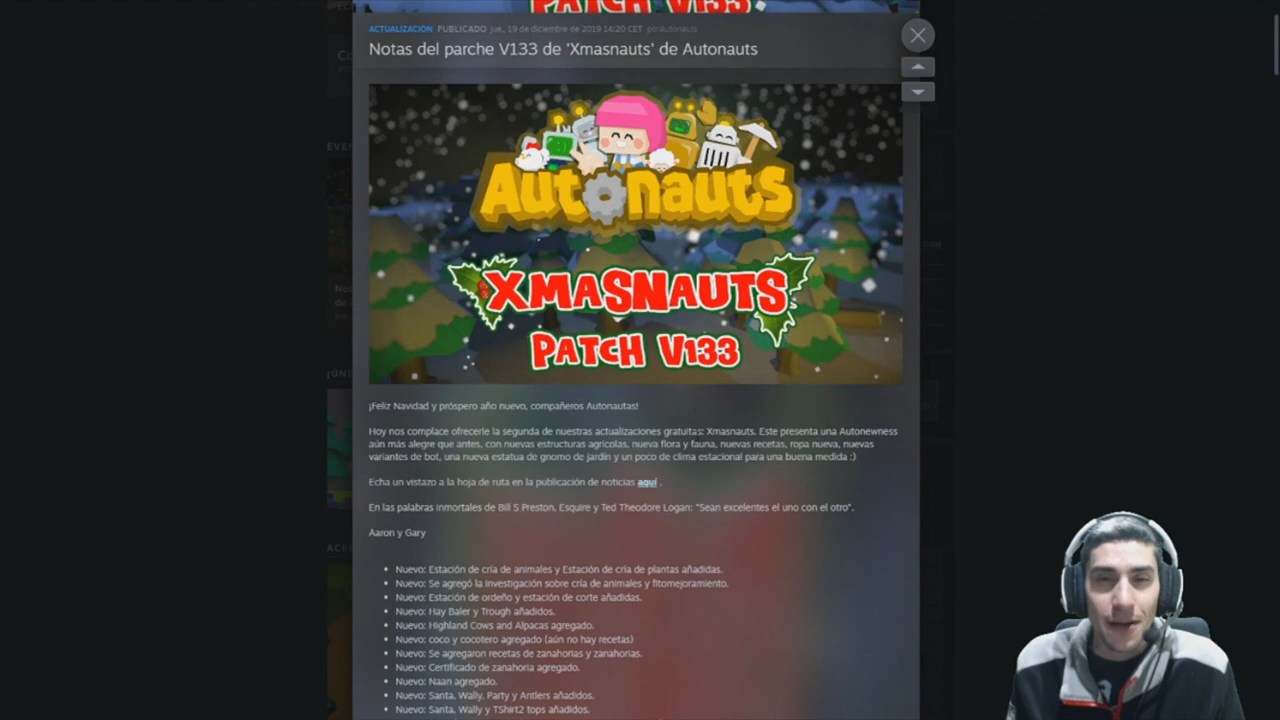 PATCH V133
ACTUALIZACIÓN PUBLICADO jue., 19 de diciembre de 2019 14:20 CET por Autonauts
Notas del parche V133 de 'Xmasnauts' de Autonauts
Autonauts
XMASNAUTS
PATCH V133
¡Feliz Navidad y próspero año nuevo, compañeros Autonautas!
Hoy nos complace ofrecerle la segunda de nuestras actualizaciones gratuitas: Xmasnauts. Este presenta una Autonewness
aún más alegre que antes, con nuevas estructuras agrícolas, nueva flora y fauna, nuevas recetas, ropa nueva, nuevas
variantes de bot, una nueva estatua de gnomo de jardín y un poco de clima estacional para una buena medida :)
Echa un vistazo a la hoja de ruta en la publicación de noticias aquí .
En las palabras inmortales de Bill S Preston, Esquire y Ted Theodore Logan: "Sean excelentes el uno con el otro".
Aaron y Gary
• Nuevo: Estación de cría de animales y Estación de cría de plantas añadidas.
• Nuevo: Se agregó la investigación sobre cría de animales y fitomejoramiento.
• Nuevo: Estación de ordeño y estación de corte añadidas.
• Nuevo: Hay Baler y Trough añadidos.
• Nuevo: Highland Cows and Alpacas agregado.
• Nuevo: coco y cocotero agregado (aún no hay recetas)
• Nuevo: Se agregaron recetas de zanahorias y zanahorias.
• Nuevo: Certificado de zanahoria agregado.
• Nuevo: Naan agregado.
• Nuevo: Santa, Wally, Party y Antlers añadidos.
• Nuevo: Santa, Wally y TShirt2 tops añadidos.